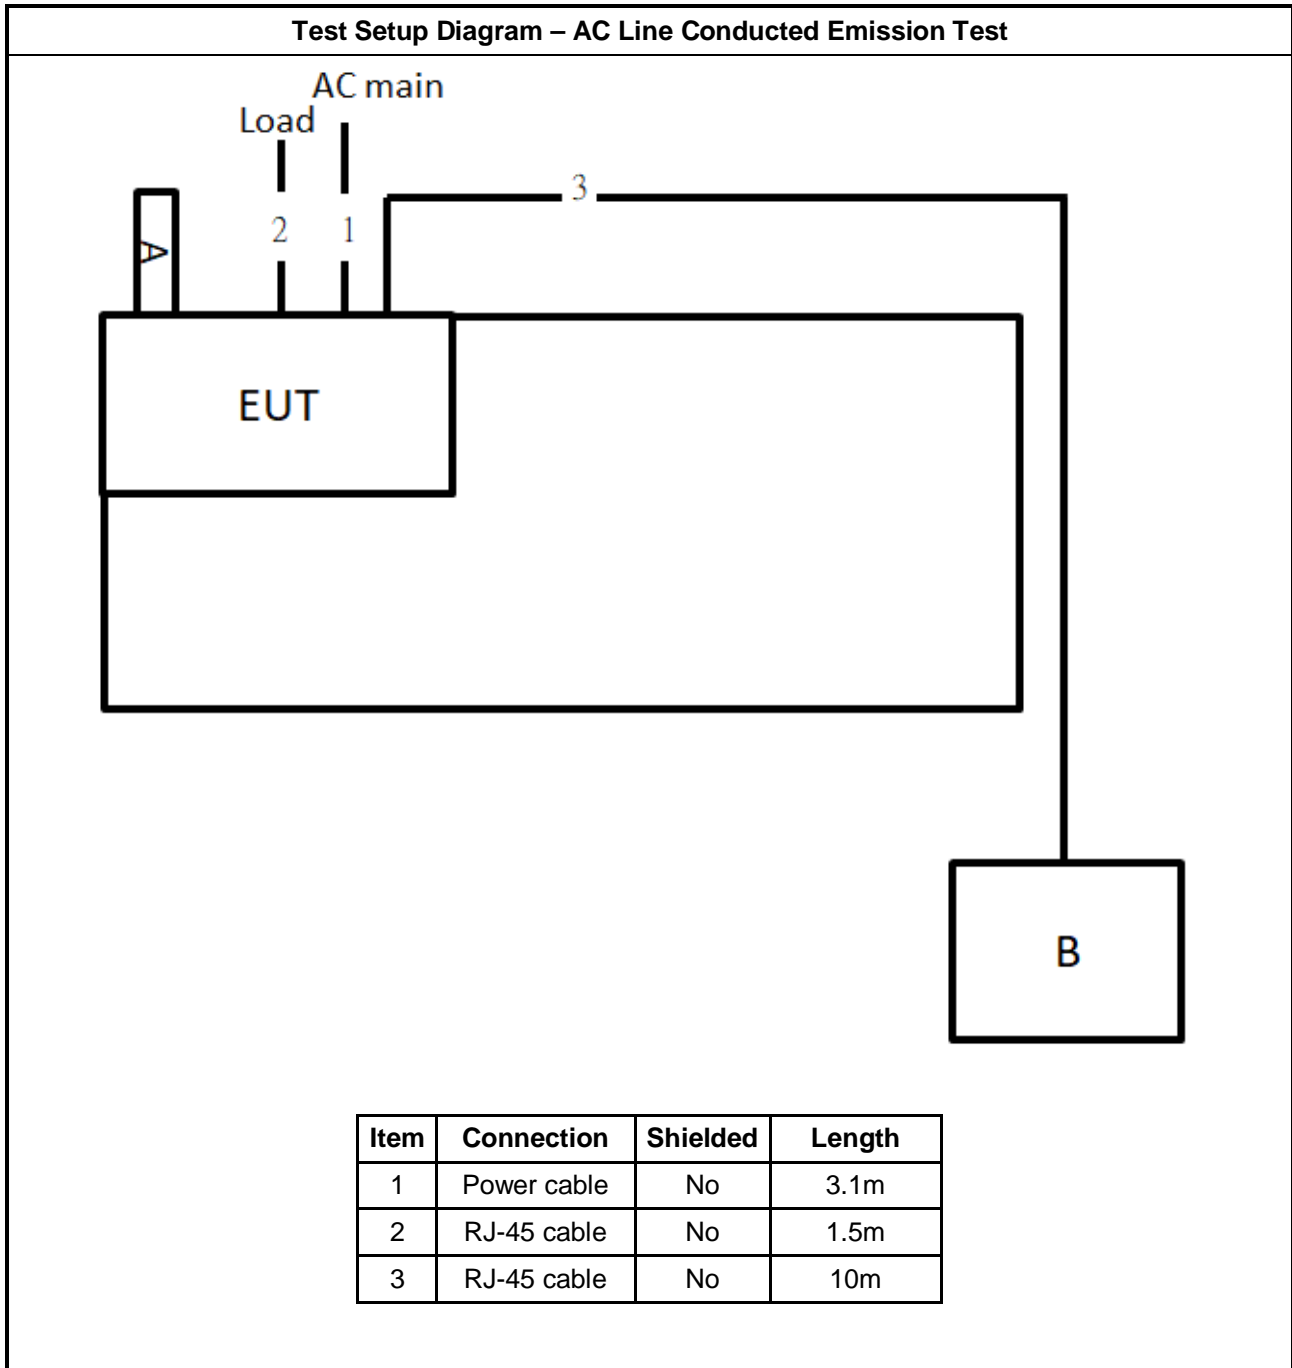 Test Setup Diagram – AC Line Conducted Emission Test
AC main
Load
3
2 1
A
EUT
B
Item Connection Shielded Length
1 Power cable No 3.1m
2 RJ-45 cable No 1.5m
3 RJ-45 cable No 10m